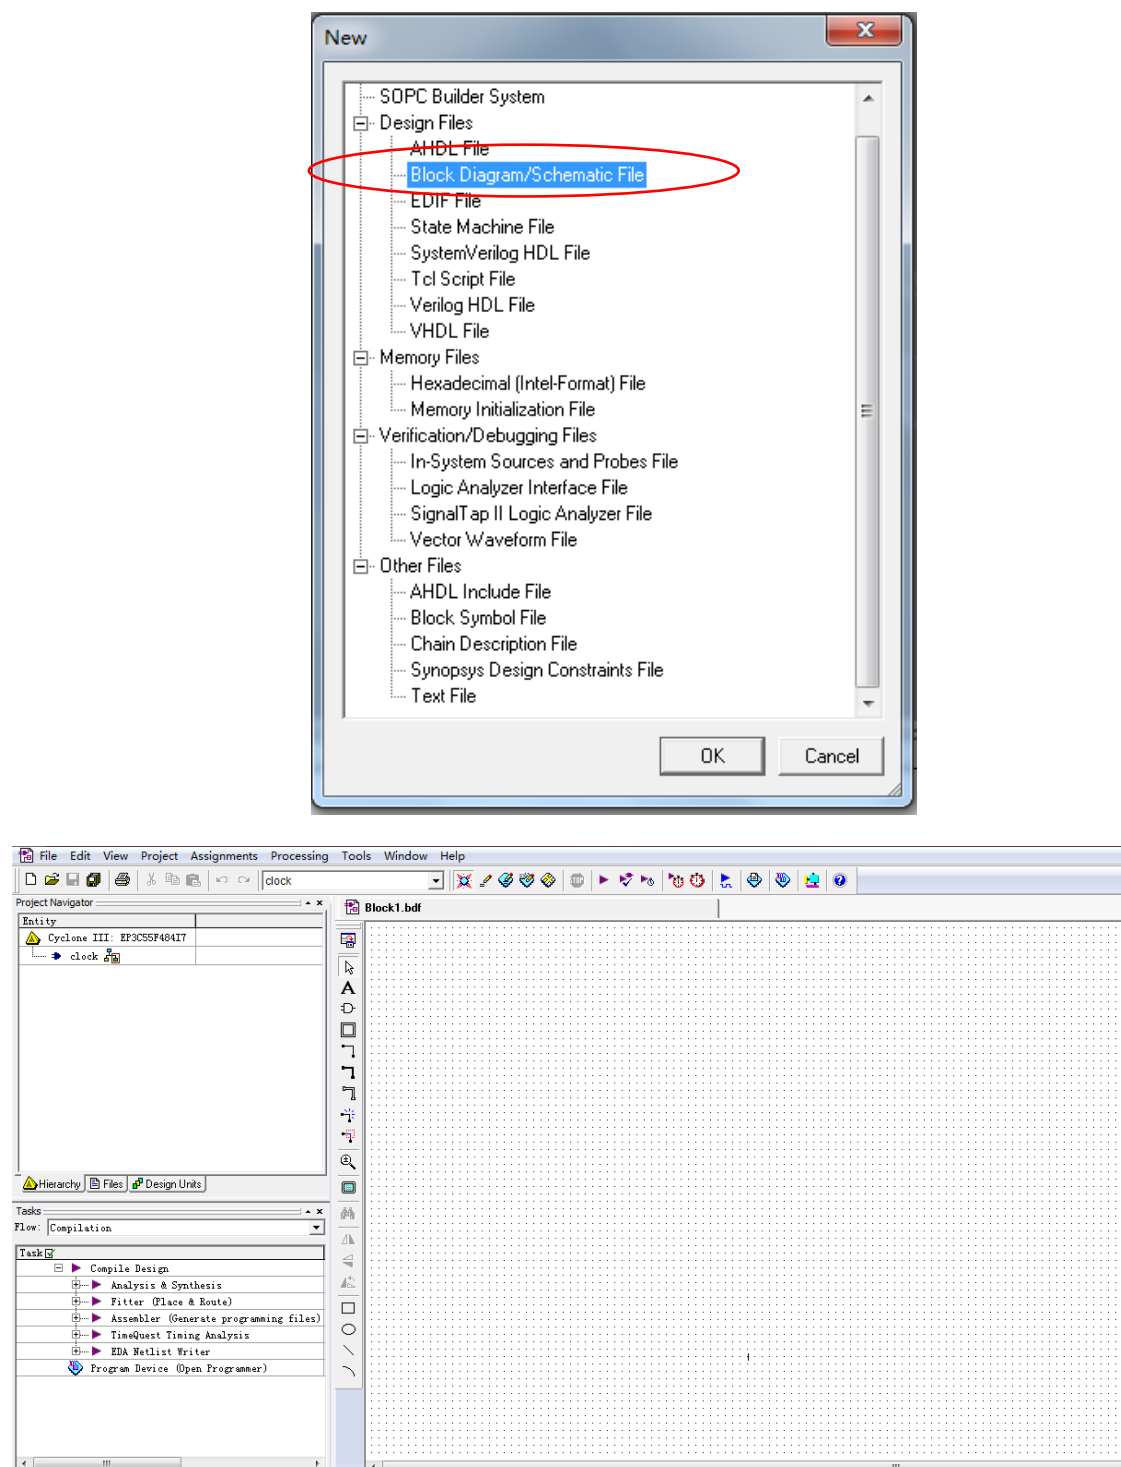 New
SOPC Builder System
Design Files
AHDL File
Block Diagram/Schematic File
EDIF File
State Machine File
SystemVerilog HDL File
Tcl Script File
Verilog HDL File
VHDL File
Memory Files
Hexadecimal (Intel-Format) File
Memory Initialization File
Verification/Debugging Files
In-System Sources and Probes File
Logic Analyzer Interface File
SignalTap II Logic Analyzer File
Vector Waveform File
Other Files
AHDL Include File
Block Symbol File
Chain Description File
Synopsys Design Constraints File
Text File
OK Cancel
File Edit View Project Assignments Processing Tools Window Help
clock
Project Navigator
Block1.bdf
Entity
Cyclone III: EP3C55F484I7
clock
Hierarchy Files Design Units
Tasks
Flow: Compilation
Task
Compile Design
Analysis & Synthesis
Fitter (Place & Route)
Assembler (Generate programming files)
TimeQuest Timing Analysis
EDA Netlist Writer
Program Device (Open Programmer)